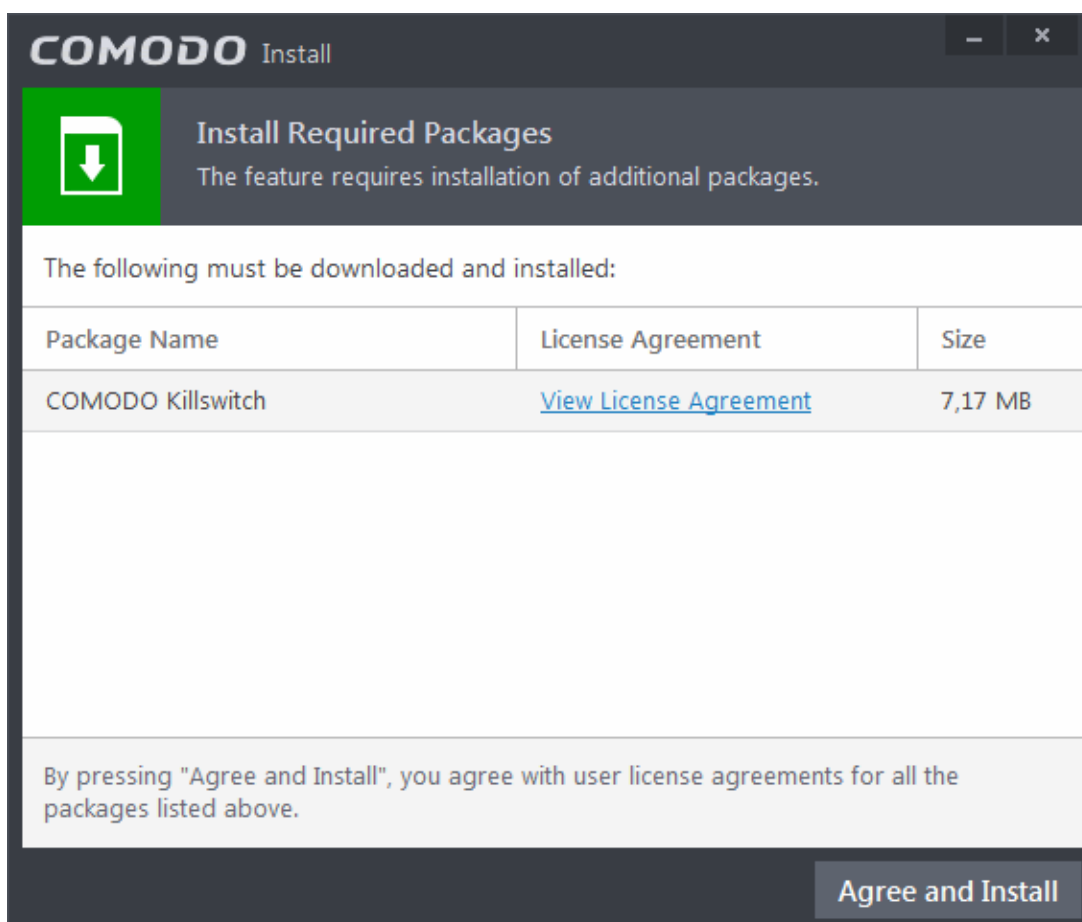 COMODO Install
Install Required Packages
The feature requires installation of additional packages.
The following must be downloaded and installed:
Package Name License Agreement Size
COMODO Killswitch View License Agreement 7,17 MB
By pressing "Agree and Install", you agree with user license agreements for all the
packages listed above.
Agree and Install